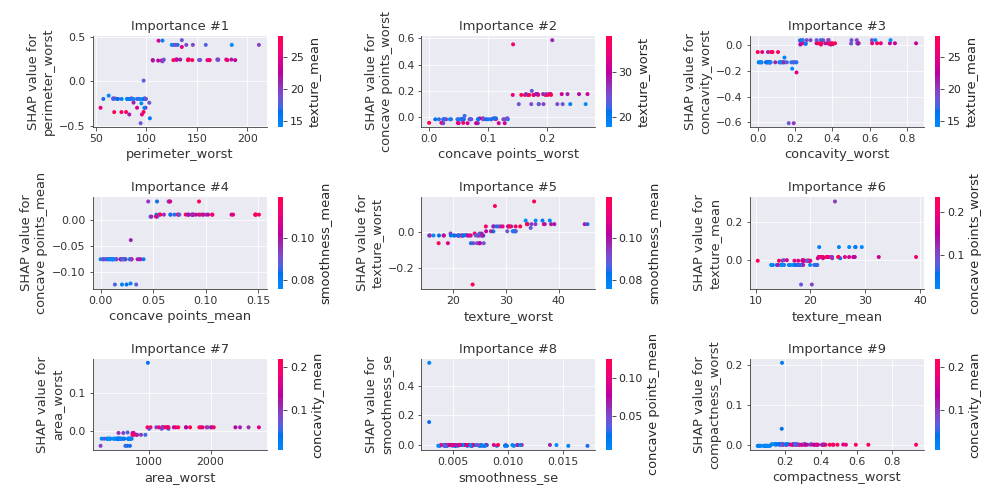 Importance #1
SHAP value for
perimeter_worst
0.5
0.0
−0.5
50
100
150
200
perimeter_worst
25
20
15
texture_mean
Importance #2
SHAP value for
concave points_worst
0.6
0.4
0.2
0.0
0.0
0.1
0.2
concave points_worst
30
20
texture_worst
Importance #3
SHAP value for
concavity_worst
0.0
−0.2
−0.4
−0.6
0.0
0.2
0.4
0.6
0.8
concavity_worst
25
20
15
texture_mean
Importance #4
SHAP value for
concave points_mean
0.00
−0.05
−0.10
0.00
0.05
0.10
0.15
concave points_mean
0.10
0.08
smoothness_mean
Importance #5
SHAP value for
texture_worst
0.0
−0.2
20
30
40
texture_worst
0.10
0.08
smoothness_mean
Importance #6
SHAP value for
texture_mean
0.2
0.0
10
20
30
40
texture_mean
0.2
0.1
concave points_worst
Importance #7
SHAP value for
area_worst
0.1
0.0
1000
2000
area_worst
0.2
0.1
concavity_mean
Importance #8
SHAP value for
smoothness_se
0.4
0.2
0.0
0.005
0.010
0.015
smoothness_se
0.10
0.05
concave points_mean
Importance #9
SHAP value for
compactness_worst
0.2
0.1
0.0
0.2
0.4
0.6
0.8
compactness_worst
0.2
0.1
concavity_mean